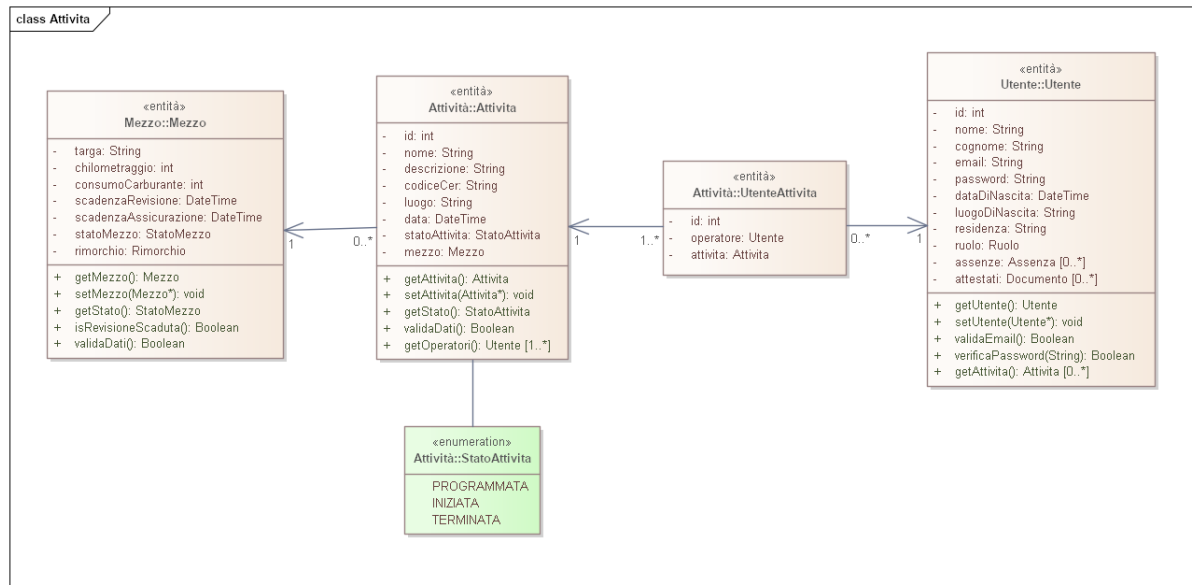 class Attivita
«entità»
Mezzo::Mezzo
- targa: String
- chilometraggio: int
- consumoCarburante: int
- scadenzaRevisione: DateTime
- scadenzaAssicurazione: DateTime
- statoMezzo: StatoMezzo
- rimorchio: Rimorchio
+ getMezzo(): Mezzo
+ setMezzo(Mezzo*): void
+ getStato(): StatoMezzo
+ isRevisioneScaduta(): Boolean
+ validaDati(): Boolean
1
0..*
«entità»
Attività::Attivita
- id: int
- nome: String
- descrizione: String
- codiceCer: String
- luogo: String
- data: DateTime
- statoAttivita: StatoAttivita
- mezzo: Mezzo
+ getAttivita(): Attivita
+ setAttivita(Attivita*): void
+ getStato(): StatoAttivita
+ validaDati(): Boolean
+ getOperatori(): Utente [1..*]
1
1..*
«entità»
Attività::UtenteAttivita
- id: int
- operatore: Utente
- attivita: Attivita
0..*
1
«entità»
Utente::Utente
- id: int
- nome: String
- cognome: String
- email: String
- password: String
- dataDiNascita: DateTime
- luogoDiNascita: String
- residenza: String
- ruolo: Ruolo
- assenze: Assenza [0..*]
- attestati: Documento [0..*]
+ getUtente(): Utente
+ setUtente(Utente*): void
+ validaEmail(): Boolean
+ verificaPassword(String): Boolean
+ getAttivita(): Attivita [0..*]
«enumeration»
Attività::StatoAttivita
PROGRAMMATA
INIZIATA
TERMINATA